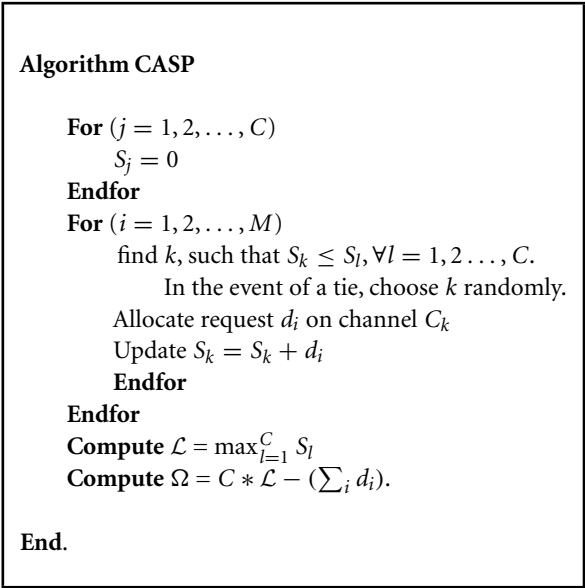 Algorithm CASP
For (j = 1, 2, . . . , C)
S_j = 0
Endfor
For (i = 1, 2, . . . , M)
find k, such that S_k ≤ S_l, ∀l = 1, 2 . . . , C.
In the event of a tie, choose k randomly.
Allocate request d_i on channel C_k
Update S_k = S_k + d_i
Endfor
Endfor
Compute ℒ = max_{l=1}^{C} S_l
Compute Ω = C ∗ ℒ − (∑_i d_i).
End.